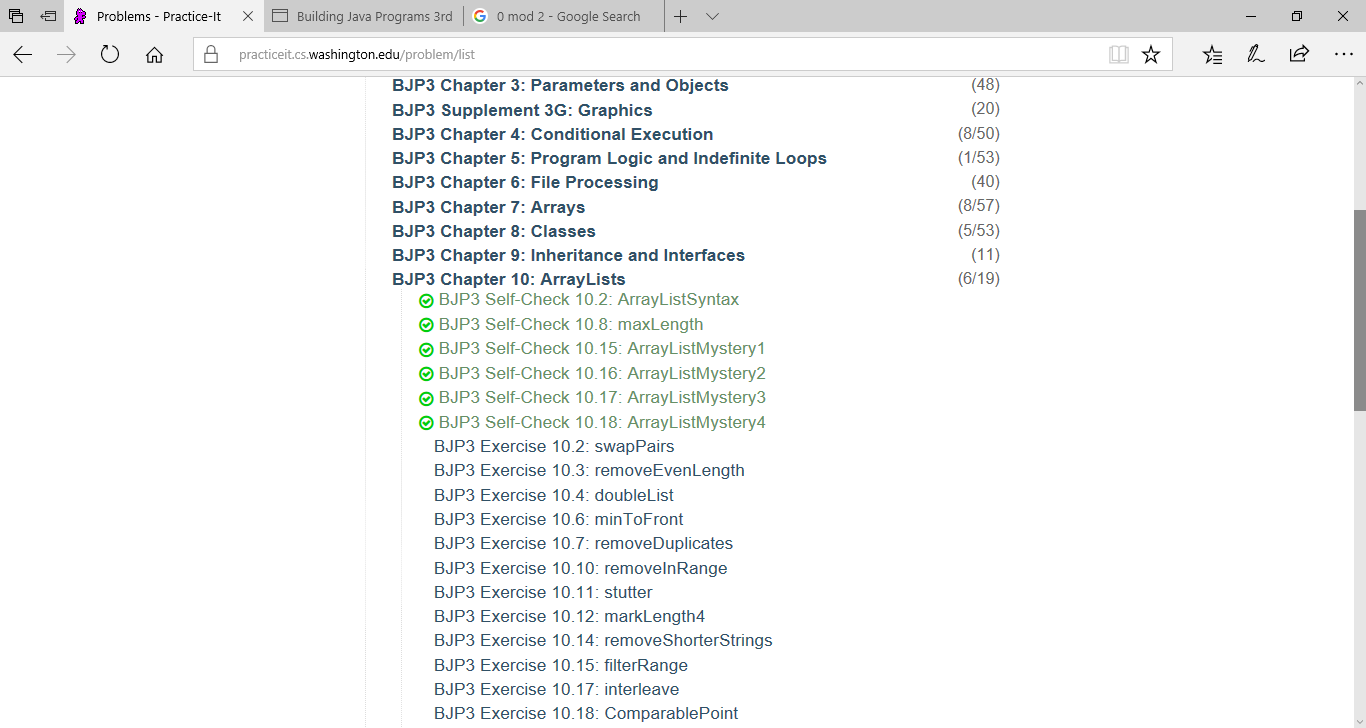 Problems - Practice-It
Building Java Programs 3rd
0 mod 2 - Google Search
practiceit.cs.washington.edu/problem/list
BJP3 Chapter 3: Parameters and Objects (48)
BJP3 Supplement 3G: Graphics (20)
BJP3 Chapter 4: Conditional Execution (8/50)
BJP3 Chapter 5: Program Logic and Indefinite Loops (1/53)
BJP3 Chapter 6: File Processing (40)
BJP3 Chapter 7: Arrays (8/57)
BJP3 Chapter 8: Classes (5/53)
BJP3 Chapter 9: Inheritance and Interfaces (11)
BJP3 Chapter 10: ArrayLists (6/19)
BJP3 Self-Check 10.2: ArrayListSyntax
BJP3 Self-Check 10.8: maxLength
BJP3 Self-Check 10.15: ArrayListMystery1
BJP3 Self-Check 10.16: ArrayListMystery2
BJP3 Self-Check 10.17: ArrayListMystery3
BJP3 Self-Check 10.18: ArrayListMystery4
BJP3 Exercise 10.2: swapPairs
BJP3 Exercise 10.3: removeEvenLength
BJP3 Exercise 10.4: doubleList
BJP3 Exercise 10.6: minToFront
BJP3 Exercise 10.7: removeDuplicates
BJP3 Exercise 10.10: removeInRange
BJP3 Exercise 10.11: stutter
BJP3 Exercise 10.12: markLength4
BJP3 Exercise 10.14: removeShorterStrings
BJP3 Exercise 10.15: filterRange
BJP3 Exercise 10.17: interleave
BJP3 Exercise 10.18: ComparablePoint